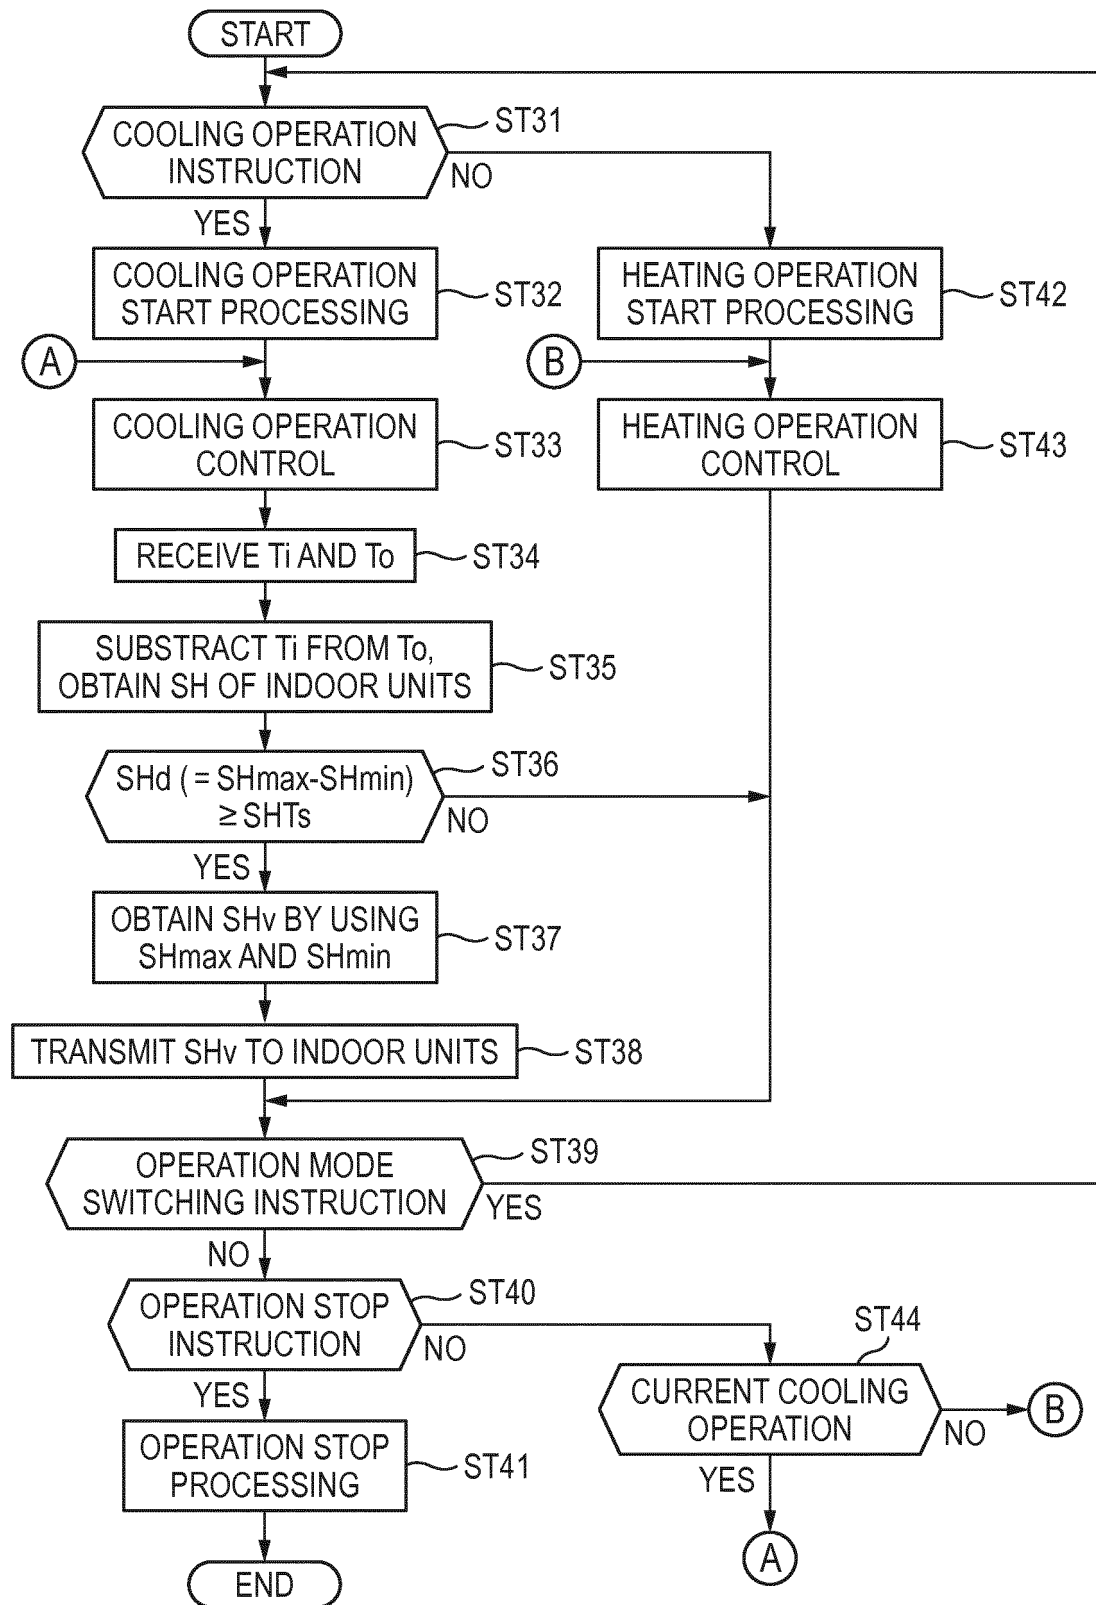 START
COOLING OPERATION
INSTRUCTION
ST31
NO
YES
COOLING OPERATION
START PROCESSING
ST32
HEATING OPERATION
START PROCESSING
ST42
A
B
COOLING OPERATION
CONTROL
ST33
HEATING OPERATION
CONTROL
ST43
RECEIVE Ti AND To
ST34
SUBSTRACT Ti FROM To,
OBTAIN SH OF INDOOR UNITS
ST35
SHd ( = SHmax-SHmin)
≥ SHTs
ST36
NO
YES
OBTAIN SHv BY USING
SHmax AND SHmin
ST37
TRANSMIT SHv TO INDOOR UNITS
ST38
OPERATION MODE
SWITCHING INSTRUCTION
ST39
YES
NO
OPERATION STOP
INSTRUCTION
ST40
NO
YES
ST44
CURRENT COOLING
OPERATION
NO
B
YES
A
OPERATION STOP
PROCESSING
ST41
END